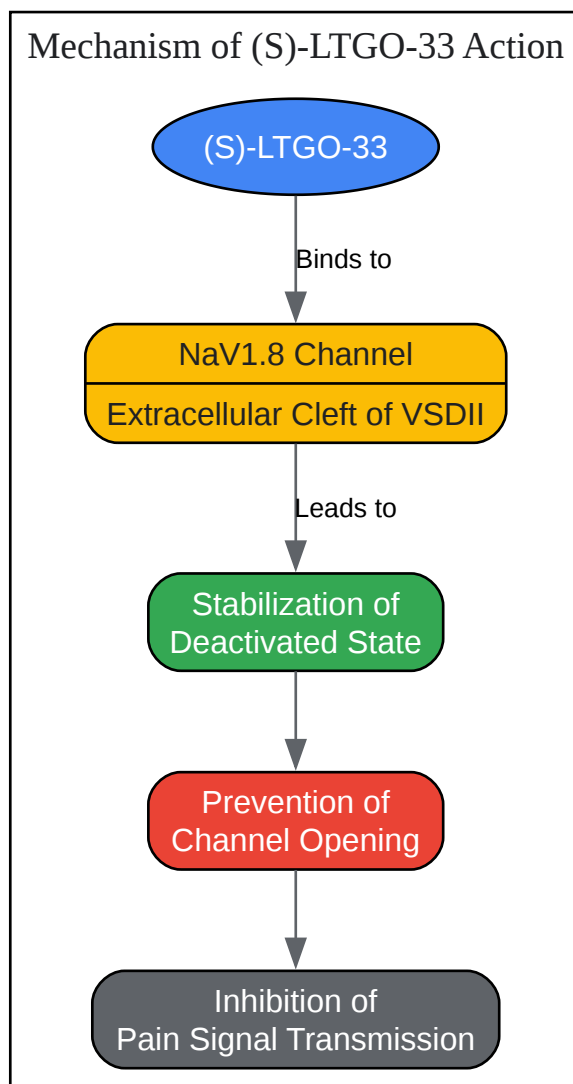 Mechanism of (S)-LTGO-33 Action
(S)-LTGO-33
Binds to
NaV1.8 Channel
Extracellular Cleft of VSDII
Leads to
Stabilization of
Deactivated State
Prevention of
Channel Opening
Inhibition of
Pain Signal Transmission